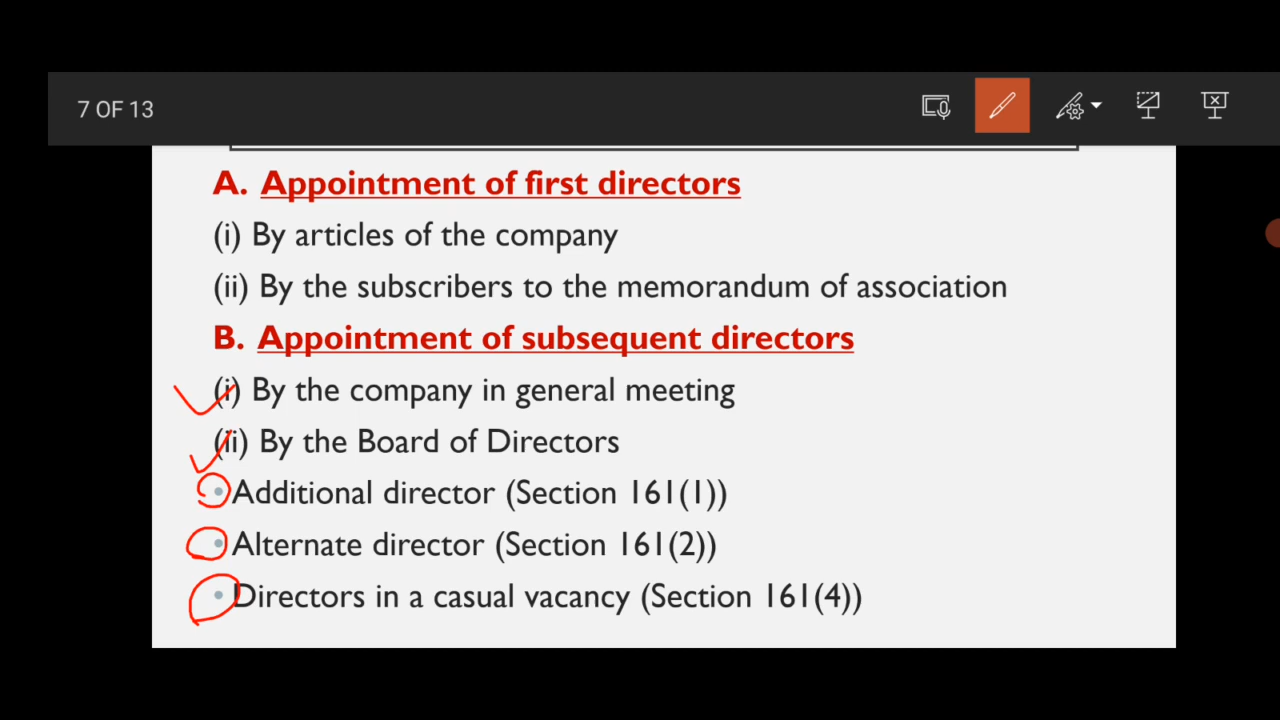 7 OF 13
A. Appointment of first directors
(i) By articles of the company
(ii) By the subscribers to the memorandum of association
B. Appointment of subsequent directors
(i) By the company in general meeting
(ii) By the Board of Directors
• Additional director (Section 161(1))
• Alternate director (Section 161(2))
• Directors in a casual vacancy (Section 161(4))